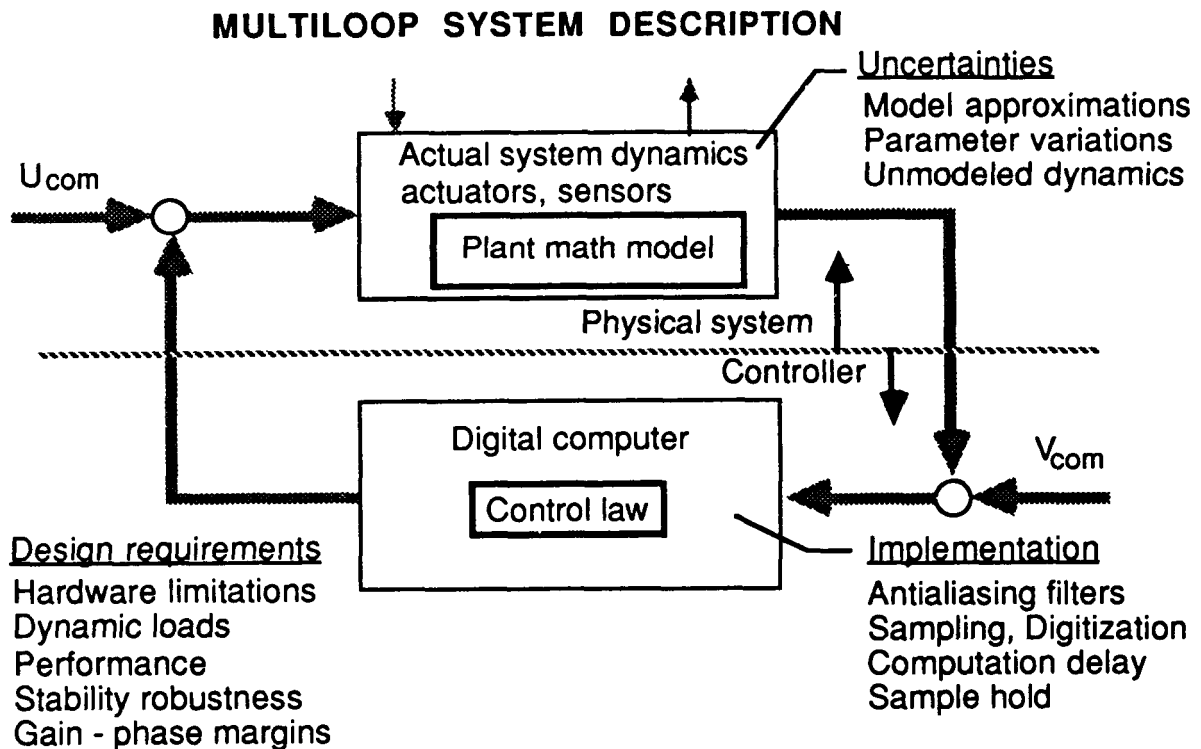 MULTILOOP SYSTEM DESCRIPTION
Uncertainties
Model approximations
Parameter variations
Unmodeled dynamics
Ucom
Actual system dynamics
actuators, sensors
Plant math model
Physical system
Controller
Digital computer
Control law
Vcom
Design requirements
Hardware limitations
Dynamic loads
Performance
Stability robustness
Gain - phase margins
Implementation
Antialiasing filters
Sampling, Digitization
Computation delay
Sample hold